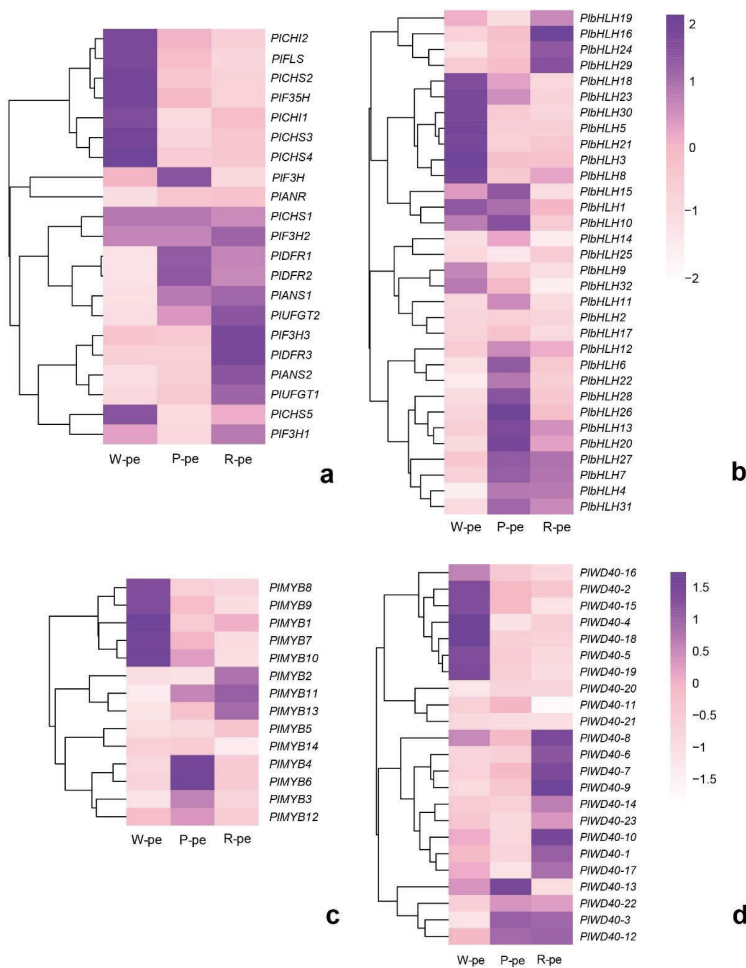 PlCHI2
PlFLS
PlCHS2
PlF35H
PlCHI1
PlCHS3
PlCHS4
PlF3H
PlANR
PlCHS1
PlF3H2
PlDFR1
PlDFR2
PlANS1
PlUFGT2
PlF3H3
PlDFR3
PlANS2
PlUFGT1
PlCHS5
PlF3H1
W-pe P-pe R-pe
a
PlbHLH19
PlbHLH16
PlbHLH24
PlbHLH29
PlbHLH18
PlbHLH23
PlbHLH30
PlbHLH5
PlbHLH21
PlbHLH3
PlbHLH8
PlbHLH15
PlbHLH1
PlbHLH10
PlbHLH14
PlbHLH25
PlbHLH9
PlbHLH32
PlbHLH11
PlbHLH2
PlbHLH17
PlbHLH12
PlbHLH6
PlbHLH22
PlbHLH28
PlbHLH26
PlbHLH13
PlbHLH20
PlbHLH27
PlbHLH7
PlbHLH4
PlbHLH31
W-pe P-pe R-pe
2
1
0
−1
−2
b
PlMYB8
PlMYB9
PlMYB1
PlMYB7
PlMYB10
PlMYB2
PlMYB11
PlMYB13
PlMYB5
PlMYB14
PlMYB4
PlMYB6
PlMYB3
PlMYB12
W-pe P-pe R-pe
c
PlWD40-16
PlWD40-2
PlWD40-15
PlWD40-4
PlWD40-18
PlWD40-5
PlWD40-19
PlWD40-20
PlWD40-11
PlWD40-21
PlWD40-8
PlWD40-6
PlWD40-7
PlWD40-9
PlWD40-14
PlWD40-23
PlWD40-10
PlWD40-1
PlWD40-17
PlWD40-13
PlWD40-22
PlWD40-3
PlWD40-12
W-pe P-pe R-pe
1.5
1
0.5
0
−0.5
−1
−1.5
d